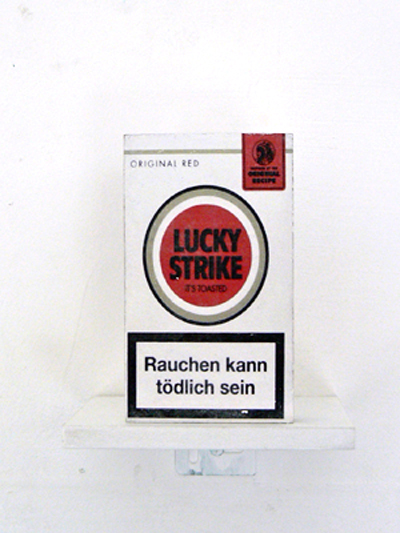 ORIGINAL RED
ORIGINAL
RECIPE
LUCKY
STRIKE
IT'S TOASTED
Rauchen kann
tödlich sein